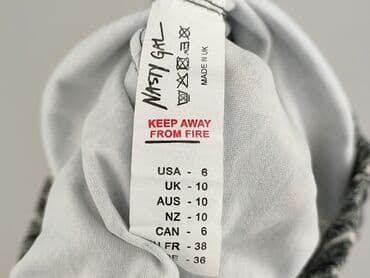 NASTY GAL
MADE IN UK
KEEP AWAY
FROM FIRE
USA - 6
UK - 10
AUS - 10
NZ - 10
CAN - 6
FR - 38
- 36